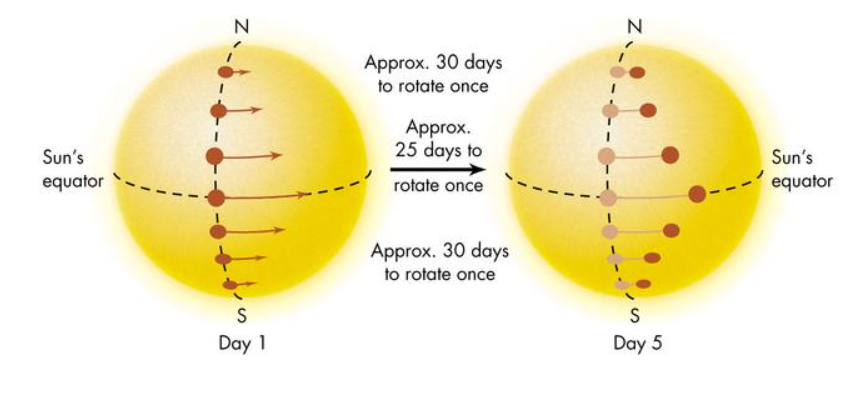 N
Sun's
equator
S
Day 1
Approx. 30 days
to rotate once
Approx.
25 days to
rotate once
Approx. 30 days
to rotate once
N
Sun's
equator
S
Day 5